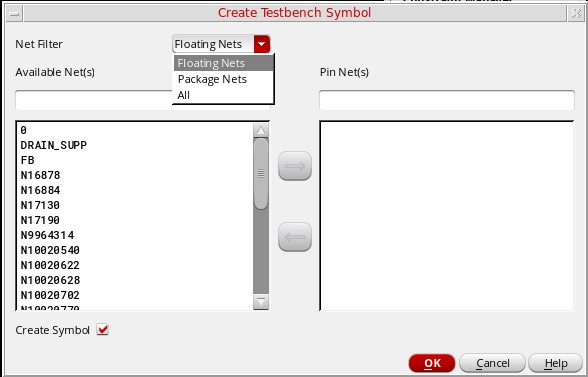 Create Testbench Symbol
Net Filter
Floating Nets
Floating Nets
Package Nets
All
Available Net(s)
Pin Net(s)
0
DRAIN_SUPP
FB
N16878
N16884
N17130
N17190
N9964314
N10020540
N10020622
N10020628
N10020702
N10020770
Create Symbol
OK
Cancel
Help